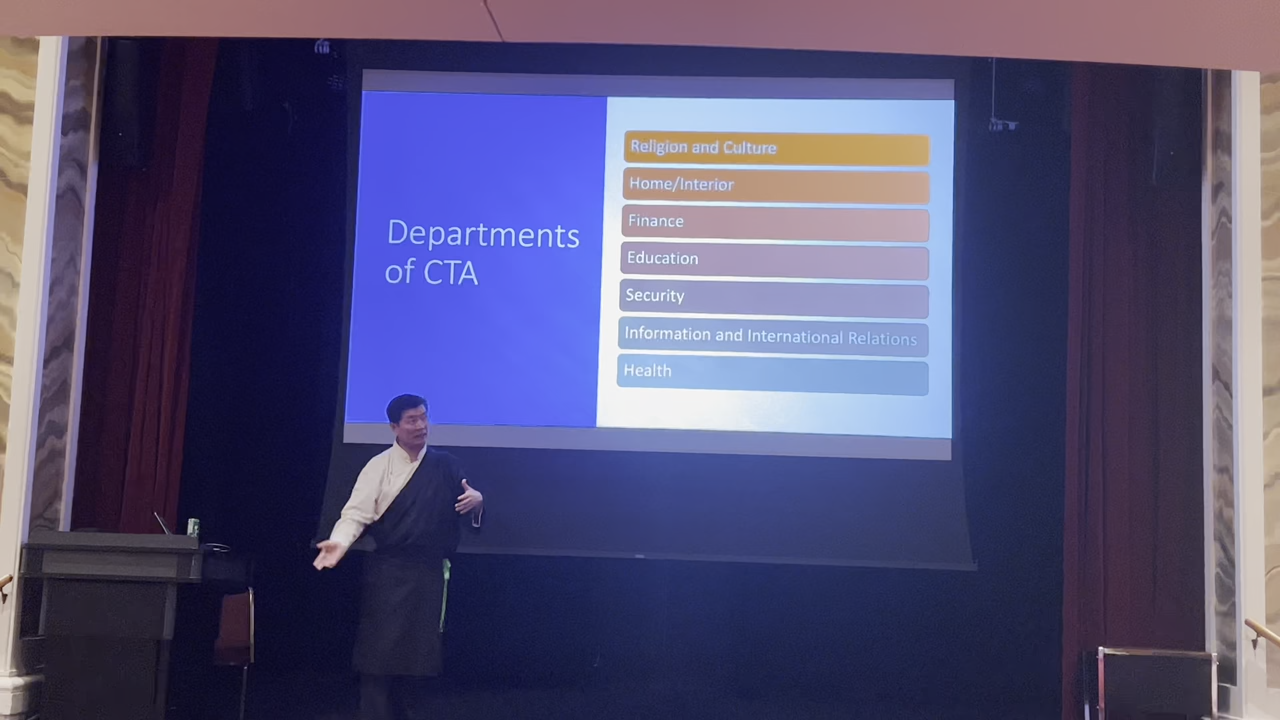 Departments
of CTA
Religion and Culture
Home/Interior
Finance
Education
Security
Information and International Relations
Health